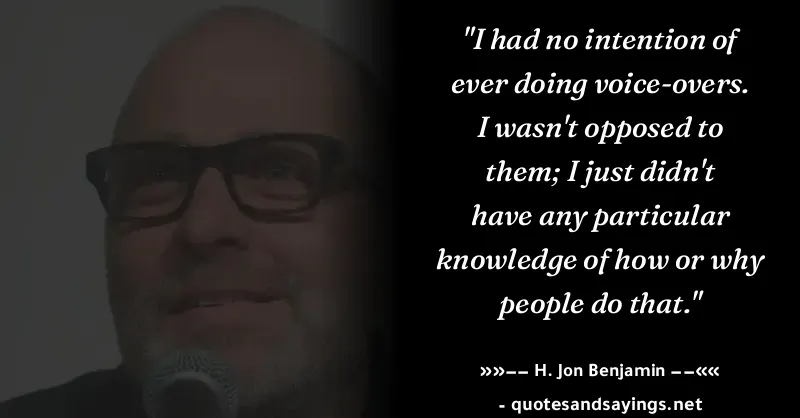 "I had no intention of
ever doing voice-overs.
I wasn't opposed to
them; I just didn't
have any particular
knowledge of how or why
people do that."
»»–– H. Jon Benjamin ––««
- quotesandsayings.net